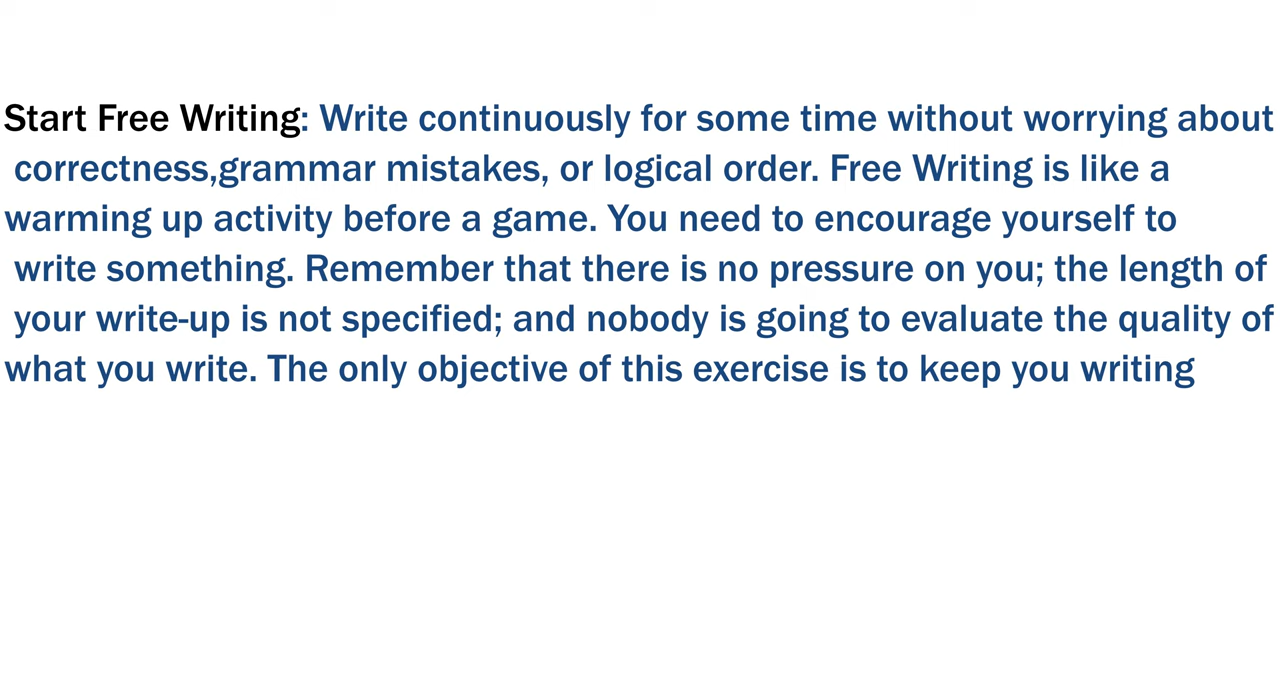 Start Free Writing: Write continuously for some time without worrying about
correctness,grammar mistakes, or logical order. Free Writing is like a
warming up activity before a game. You need to encourage yourself to
write something. Remember that there is no pressure on you; the length of
your write-up is not specified; and nobody is going to evaluate the quality of
what you write. The only objective of this exercise is to keep you writing